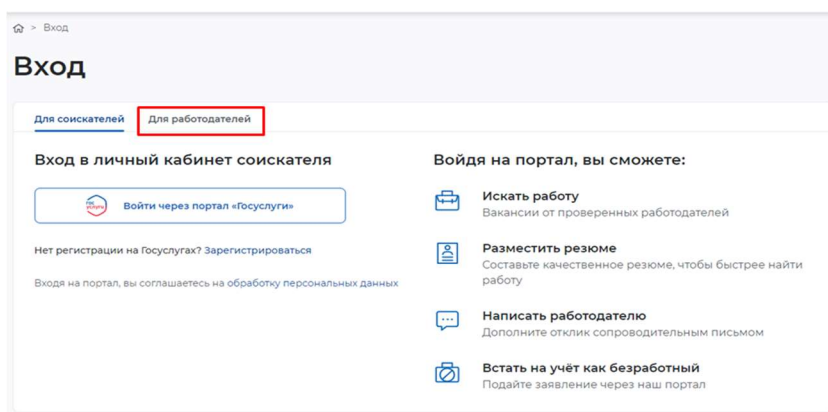 > Вход
Вход
Для соискателей Для работодателей
Вход в личный кабинет соискателя
Войти через портал «Госуслуги»
Нет регистрации на Госуслугах? Зарегистрироваться
Входя на портал, вы соглашаетесь на обработку персональных данных
Войдя на портал, вы сможете:
Искать работу
Вакансии от проверенных работодателей
Разместить резюме
Составьте качественное резюме, чтобы быстрее найти
работу
Написать работодателю
Дополните отклик сопроводительным письмом
Встать на учёт как безработный
Подайте заявление через наш портал